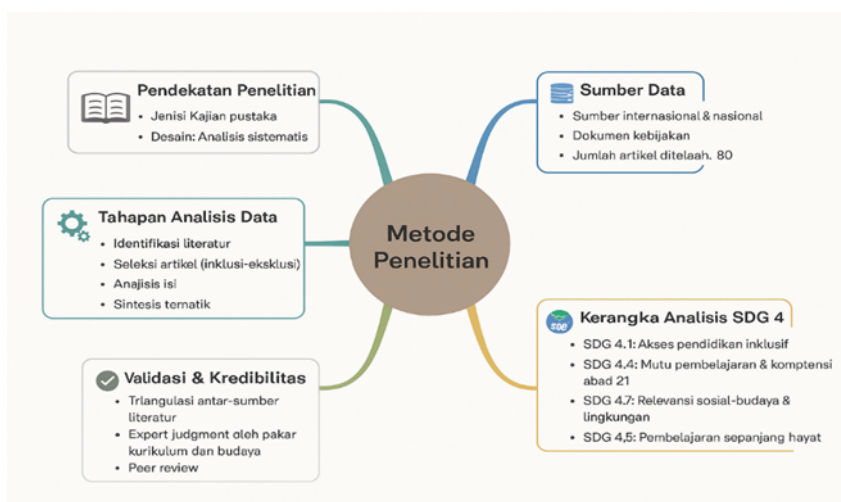 Pendekatan Penelitian
• Jenisi Kajian pustaka
• Desain: Analisis sistematis
Sumber Data
• Sumber internasional & nasional
• Dokumen kebijakan
• Jumlah artikel ditelaah. 80
Tahapan Analisis Data
• Identifikasi literatur
• Seleksi artikel (inklusi-eksklusi)
• Anajisis isi
• Sintesis ternatik
Metode
Penelitian
Kerangka Analisis SDG 4
SDG
• SDG 4.1: Akses pendidikan inklusif
• SDG 4.4: Mutu pembelajaran & komptensi
abad 21
• SDG 4.7: Relevansi sosial-budaya &
lingkungan
• SDG 4,5: Pembelajaran sepanjang hayat
Validasi & Kredibilitas
• Trlangulasi antar-sumber
literatur
• Expert judgment oleh pakar
kurikulum dan budaya
• Peer review